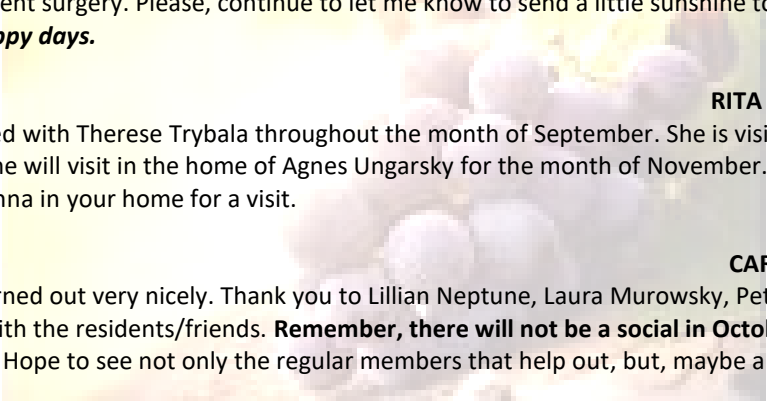 ent surgery. Please, continue to let me know to send a little sunshine to
ppy days.
RITA
ed with Therese Trybala throughout the month of September. She is visi
he will visit in the home of Agnes Ungarsky for the month of November.
nna in your home for a visit.
CAR
rned out very nicely. Thank you to Lillian Neptune, Laura Murowsky, Pet
ith the residents/friends. Remember, there will not be a social in Octo
Hope to see not only the regular members that help out, but, maybe a